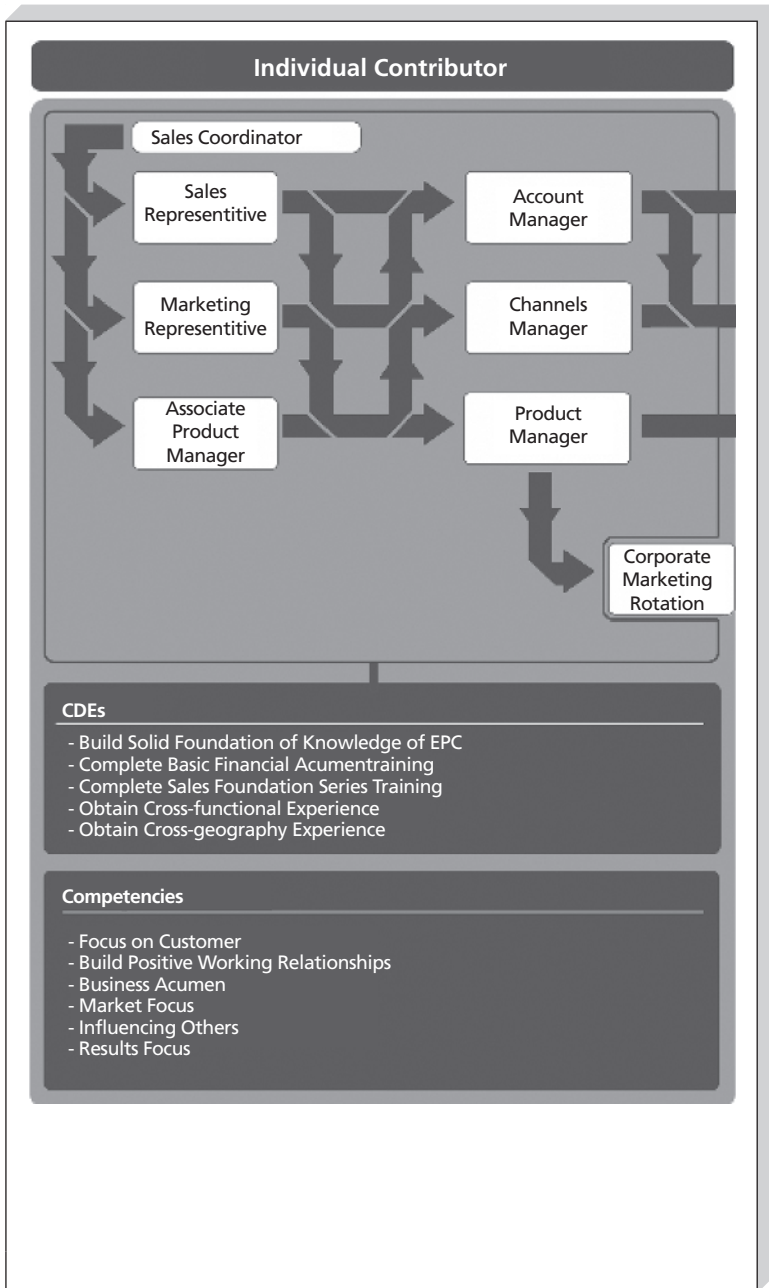 Individual Contributor
Sales Coordinator
Sales
Representitive
Account
Manager
Marketing
Representitive
Channels
Manager
Associate
Product
Manager
Product
Manager
Corporate
Marketing
Rotation
CDEs
- Build Solid Foundation of Knowledge of EPC
- Complete Basic Financial Acumentraining
- Complete Sales Foundation Series Training
- Obtain Cross-functional Experience
- Obtain Cross-geography Experience
Competencies
- Focus on Customer
- Build Positive Working Relationships
- Business Acumen
- Market Focus
- Influencing Others
- Results Focus